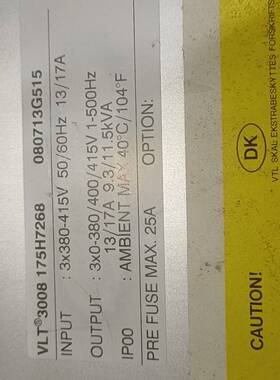 VLT®3008 175H7268 080713G515
INPUT : 3x380-415V 50/60Hz 13/17A
OUTPUT : 3x0-380/400/415V 1-500Hz
13/17A 9.3/11.5kVA
IP00 : AMBIENT MAX 40°C/104°F
PRE FUSE MAX. 25A OPTION:
CAUTION!
DK
VTL SKAL EKSTRABESKYTTES FORSKRIFTS